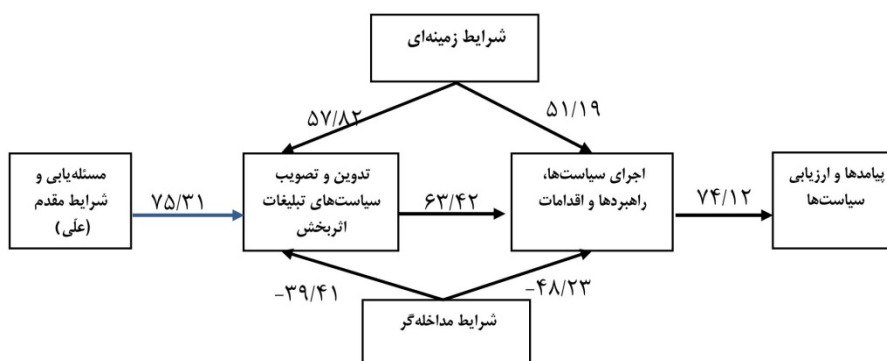 شرایط زمینه‌ای
۵۷/۸۲
۵۱/۱۹
مسئله‌یابی و
شرایط مقدم
(علّی)
۷۵/۳۱
تدوین و تصویب
سیاست‌های تبلیغات
اثربخش
۶۳/۴۲
اجرای سیاست‌ها،
راهبردها و اقدامات
۷۴/۱۲
پیامدها و ارزیابی
سیاست‌ها
-۳۹/۴۱
-۴۸/۲۳
شرایط مداخله‌گر